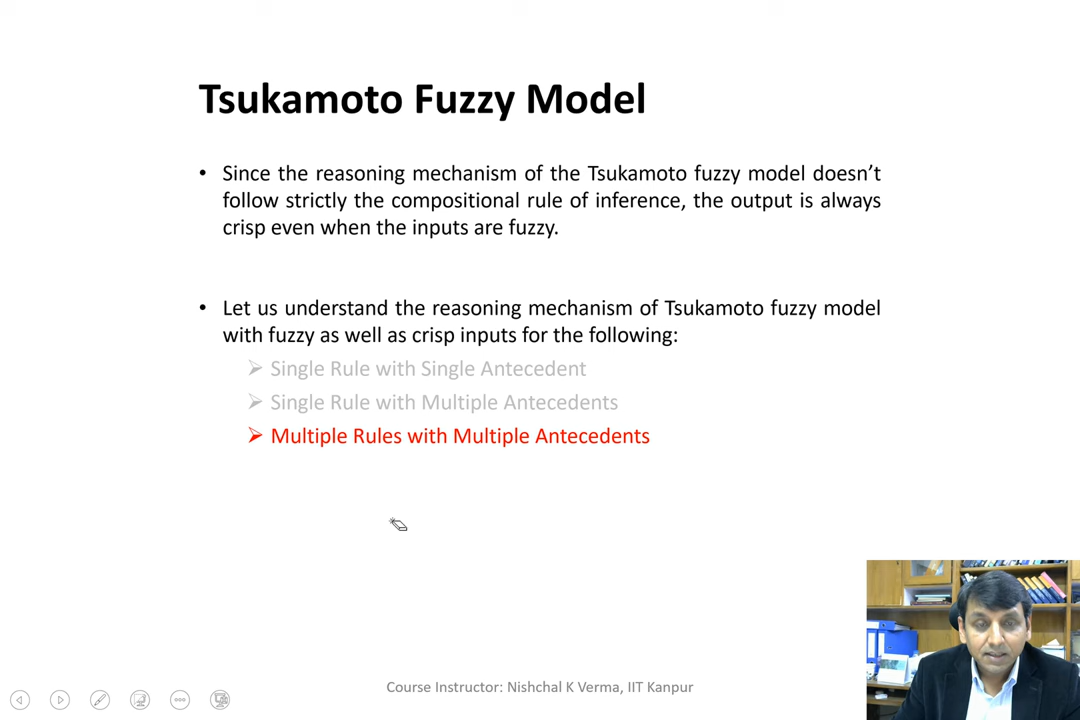 Tsukamoto Fuzzy Model
• Since the reasoning mechanism of the Tsukamoto fuzzy model doesn’t
follow strictly the compositional rule of inference, the output is always
crisp even when the inputs are fuzzy.
• Let us understand the reasoning mechanism of Tsukamoto fuzzy model
with fuzzy as well as crisp inputs for the following:
➢ Single Rule with Single Antecedent
➢ Single Rule with Multiple Antecedents
➢ Multiple Rules with Multiple Antecedents
Course Instructor: Nishchal K Verma, IIT Kanpur